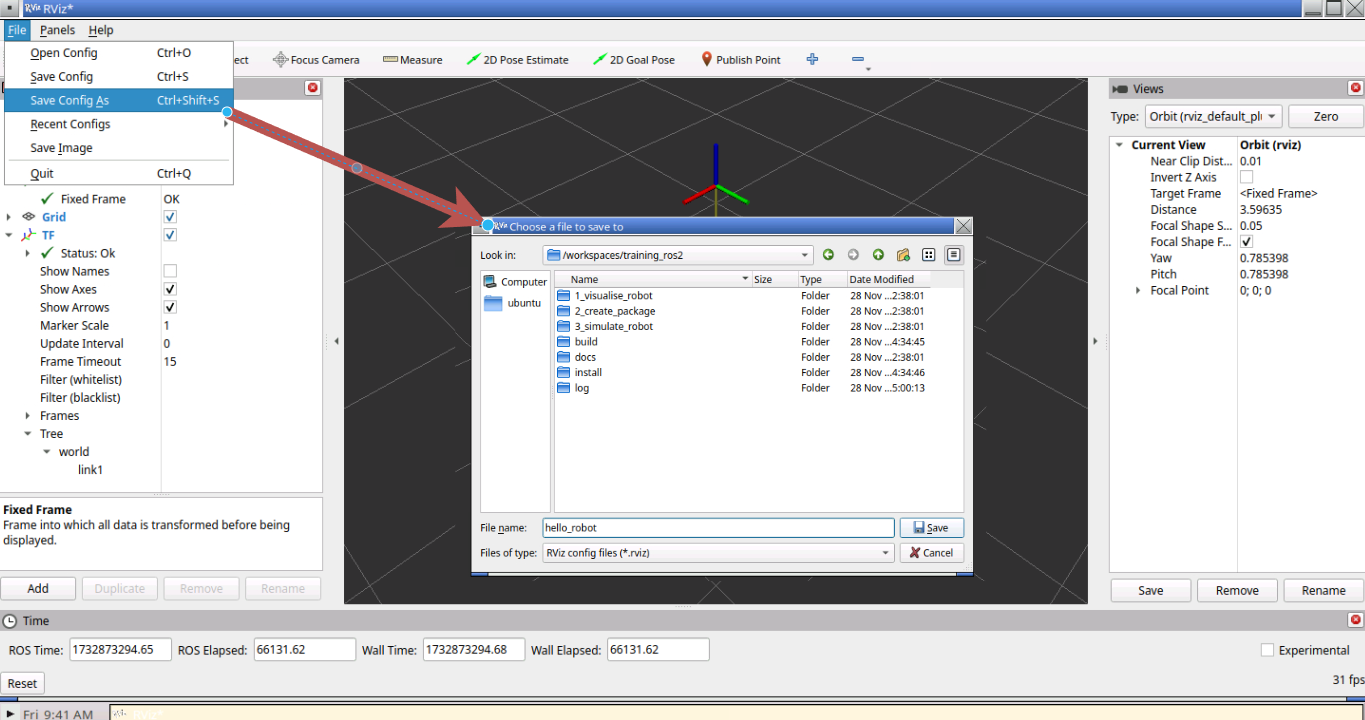 RViz RViz*
File Panels Help
Open Config Ctrl+O
Save Config Ctrl+S
Save Config As Ctrl+Shift+S
Recent Configs
Save Image
Quit Ctrl+Q
ect Focus Camera Measure 2D Pose Estimate 2D Goal Pose Publish Point
Fixed Frame OK
Grid
TF
Status: Ok
Show Names
Show Axes
Show Arrows
Marker Scale 1
Update Interval 0
Frame Timeout 15
Filter (whitelist)
Filter (blacklist)
Frames
Tree
world
link1
Fixed Frame
Frame into which all data is transformed before being
displayed.
Add Duplicate Remove Rename
RViz Choose a file to save to
Look in: /workspaces/training_ros2
Computer
ubuntu
Name Size Type Date Modified
1_visualise_robot Folder 28 Nov ...2:38:01
2_create_package Folder 28 Nov ...2:38:01
3_simulate_robot Folder 28 Nov ...2:38:01
build Folder 28 Nov ...4:34:45
docs Folder 28 Nov ...2:38:01
install Folder 28 Nov ...4:34:46
log Folder 28 Nov ...5:00:13
File name: hello_robot Save
Files of type: RViz config files (*.rviz) Cancel
Views
Type: Orbit (rviz_default_pl Zero
Current View Orbit (rviz)
Near Clip Dist... 0.01
Invert Z Axis
Target Frame <Fixed Frame>
Distance 3.59635
Focal Shape S... 0.05
Focal Shape F...
Yaw 0.785398
Pitch 0.785398
Focal Point 0; 0; 0
Save Remove Rename
Time
ROS Time: 1732873294.65 ROS Elapsed: 66131.62 Wall Time: 1732873294.68 Wall Elapsed: 66131.62 Experimental
Reset 31 fps
Fri 9:41 AM